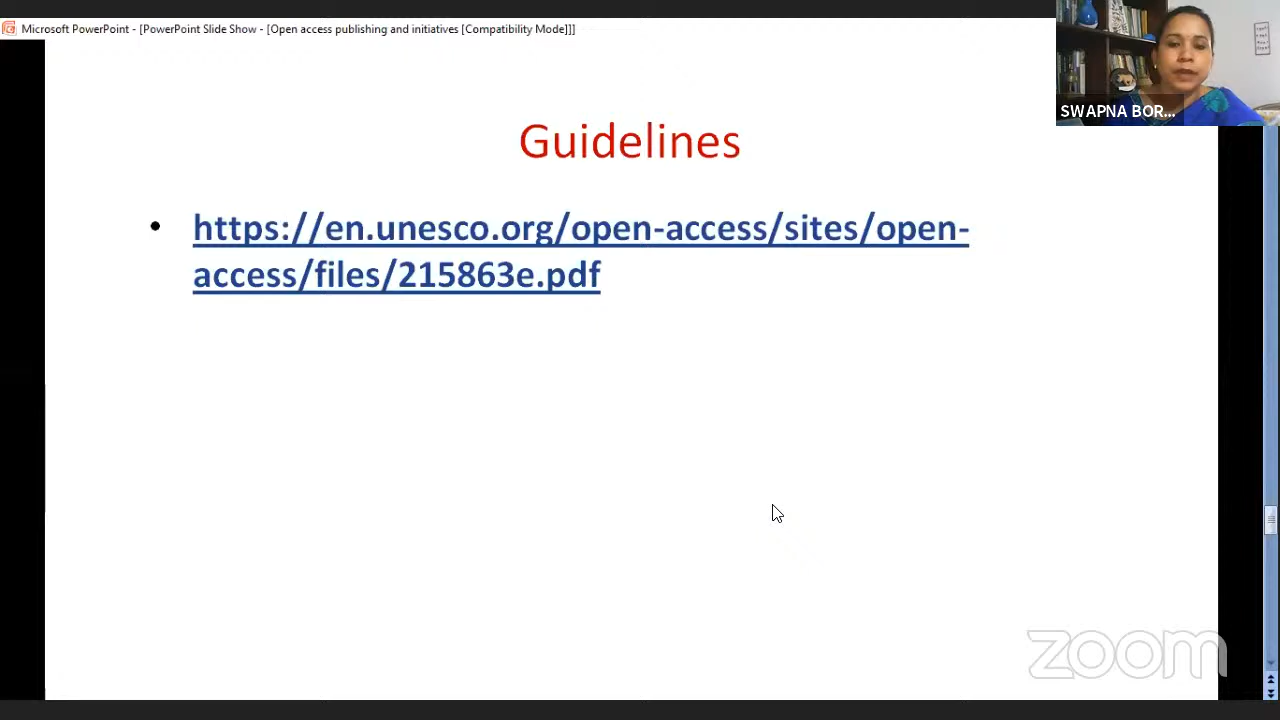 Microsoft PowerPoint - [PowerPoint Slide Show - [Open access publishing and initiatives [Compatibility Mode]]]
SWAPNA BOR...
Guidelines
• https://en.unesco.org/open-access/sites/open-
access/files/215863e.pdf
zoom